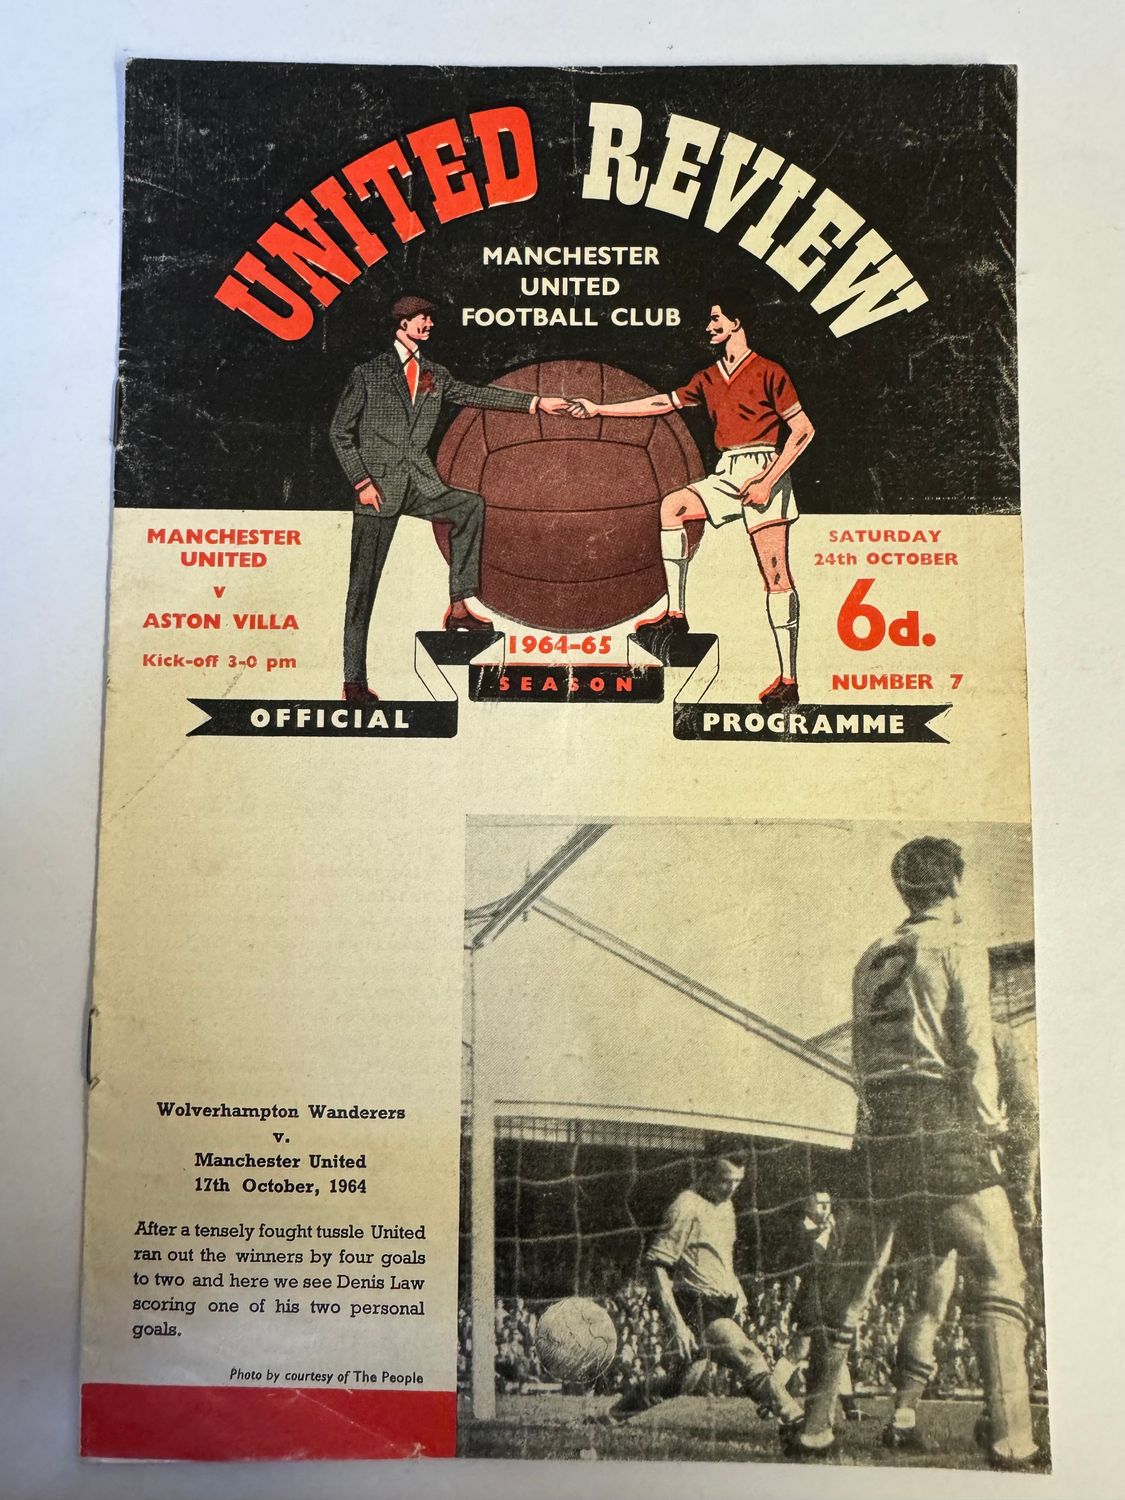 UNITED REVIEW
MANCHESTER
UNITED
FOOTBALL CLUB
MANCHESTER
UNITED
v
ASTON VILLA
Kick-off 3-0 pm
SATURDAY
24th OCTOBER
6d.
NUMBER 7
1964-65
SEASON
OFFICIAL
PROGRAMME
2
Wolverhampton Wanderers
v.
Manchester United
17th October, 1964
After a tensely fought tussle United
ran out the winners by four goals
to two and here we see Denis Law
scoring one of his two personal
goals.
Photo by courtesy of The People